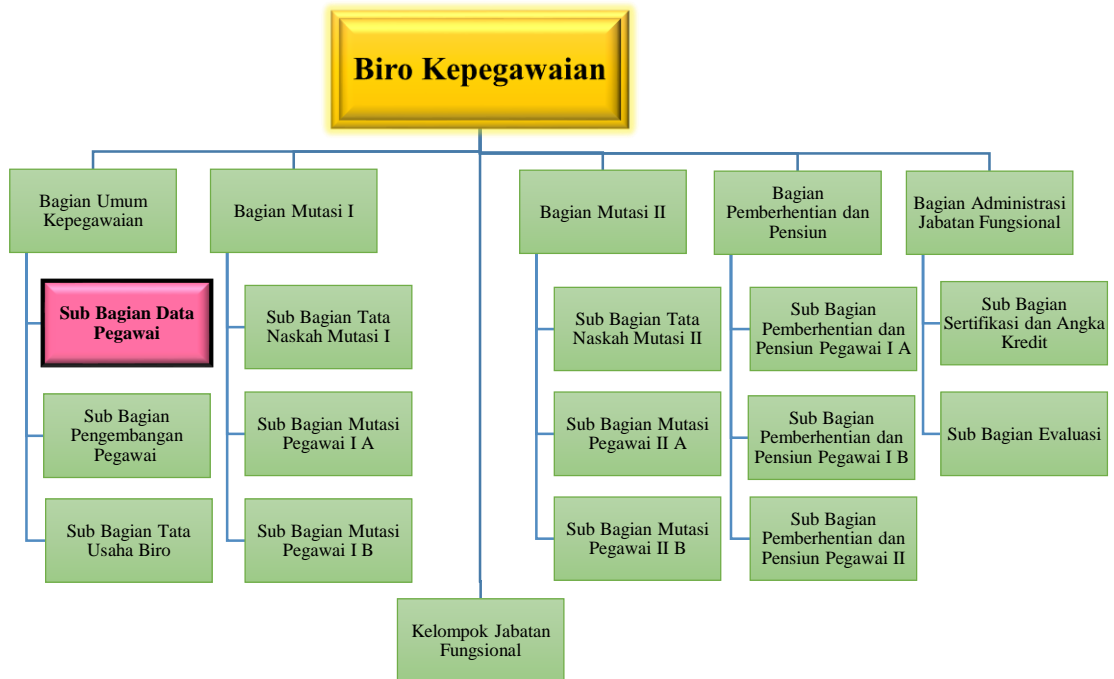 Biro Kepegawaian
Bagian Umum
Kepegawaian
Sub Bagian Data
Pegawai
Sub Bagian
Pengembangan
Pegawai
Sub Bagian Tata
Usaha Biro
Bagian Mutasi I
Sub Bagian Tata
Naskah Mutasi I
Sub Bagian Mutasi
Pegawai I A
Sub Bagian Mutasi
Pegawai I B
Bagian Mutasi II
Sub Bagian Tata
Naskah Mutasi II
Sub Bagian Mutasi
Pegawai II A
Sub Bagian Mutasi
Pegawai II B
Bagian
Pemberhentian dan
Pensiun
Sub Bagian
Pemberhentian dan
Pensiun Pegawai I A
Sub Bagian
Pemberhentian dan
Pensiun Pegawai I B
Sub Bagian
Pemberhentian dan
Pensiun Pegawai II
Bagian Administrasi
Jabatan Fungsional
Sub Bagian
Sertifikasi dan Angka
Kredit
Sub Bagian Evaluasi
Kelompok Jabatan
Fungsional